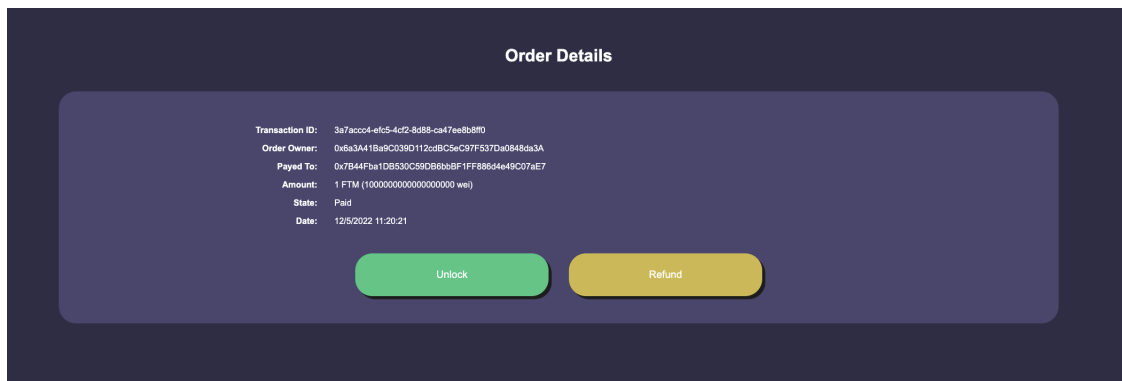 Order Details
Transaction ID: 3a7accc4-efc5-4cf2-8d88-ca47ee8b8ff0
Order Owner: 0x6a3A41Ba9C039D112cdBC5eC97F537Da0848da3A
Payed To: 0x7B44Fba1DB530C59DB6bbBF1FF886d4e49C07aE7
Amount: 1 FTM (1000000000000000000 wei)
State: Paid
Date: 12/5/2022 11:20:21
Unlock Refund